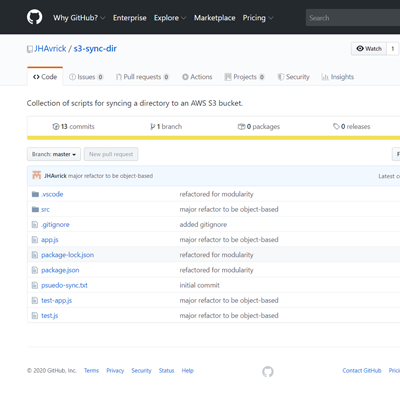 Why GitHub? Enterprise Explore Marketplace Pricing Search
JHAvrick / s3-sync-dir Watch 1
Code Issues 0 Pull requests 0 Actions Projects 0 Security Insights
Collection of scripts for syncing a directory to an AWS S3 bucket.
13 commits 1 branch 0 packages 0 releases
Branch: master New pull request F
JHAvrick major refactor to be object-based Latest c
.vscode refactored for modularity
src major refactor to be object-based
.gitignore added gitignore
app.js major refactor to be object-based
package-lock.json refactored for modularity
package.json refactored for modularity
psuedo-sync.txt initial commit
test-app.js major refactor to be object-based
test.js major refactor to be object-based
© 2020 GitHub, Inc. Terms Privacy Security Status Help Contact GitHub Prici